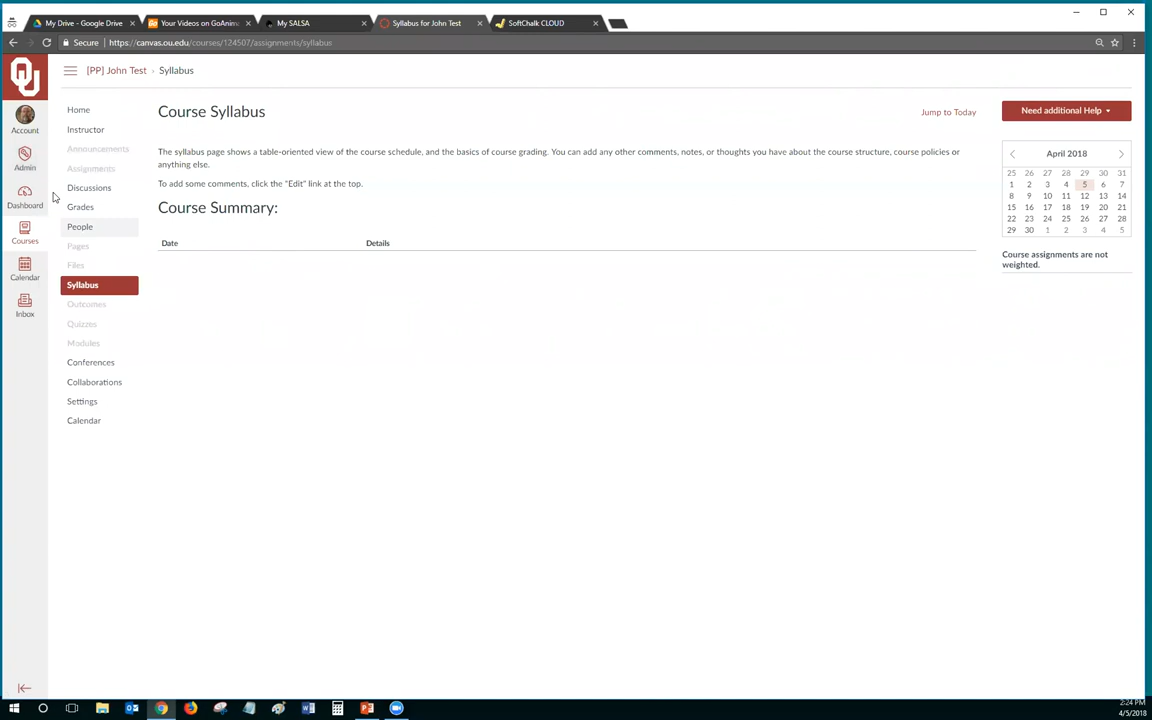 My Drive - Google Drive
Your Videos on GoAnim
My SALSA
Syllabus for John Test
SoftChalk CLOUD
Secure
https://canvas.ou.edu/courses/124507/assignments/syllabus
[PP] John Test › Syllabus
Account
Admin
Dashboard
Courses
Calendar
Inbox
Home
Instructor
Announcements
Assignments
Discussions
Grades
People
Pages
Files
Syllabus
Outcomes
Quizzes
Modules
Conferences
Collaborations
Settings
Calendar
Course Syllabus
Jump to Today
The syllabus page shows a table-oriented view of the course schedule, and the basics of course grading. You can add any other comments, notes, or thoughts you have about the course structure, course policies or
anything else.
To add some comments, click the "Edit" link at the top.
Course Summary:
Date Details
Need additional Help
April 2018
25 26 27 28 29 30 31
1 2 3 4 5 6 7
8 9 10 11 12 13 14
15 16 17 18 19 20 21
22 23 24 25 26 27 28
29 30 1 2 3 4 5
Course assignments are not
weighted.
2:24 PM
4/5/2018